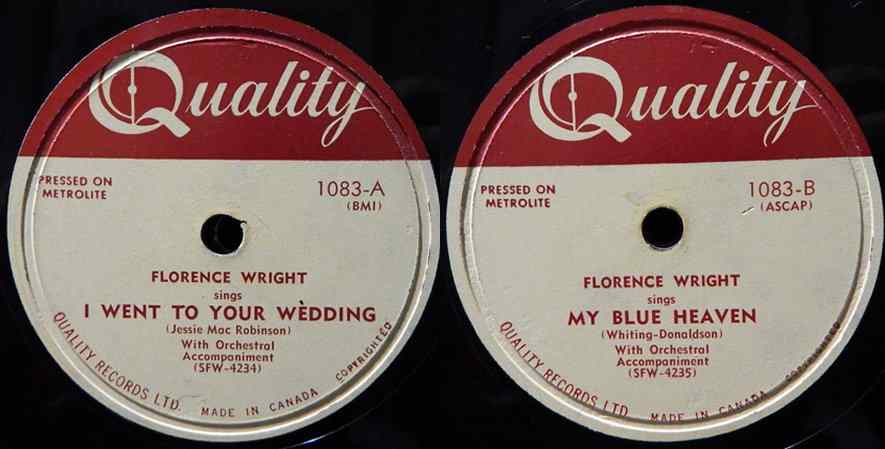 Quality
PRESSED ON
METROLITE
1083-A
(BMI)
FLORENCE WRIGHT
sings
I WENT TO YOUR WEDDING
(Jessie Mae Robinson)
With Orchestral
Accompaniment
(SFW-4234)
QUALITY RECORDS LTD. MADE IN CANADA COPYRIGHTED
Quality
PRESSED ON
METROLITE
1083-B
(ASCAP)
FLORENCE WRIGHT
sings
MY BLUE HEAVEN
(Whiting-Donaldson)
With Orchestral
Accompaniment
(SFW-4235)
QUALITY RECORDS LTD MADE IN CANADA COPYRIGHTED